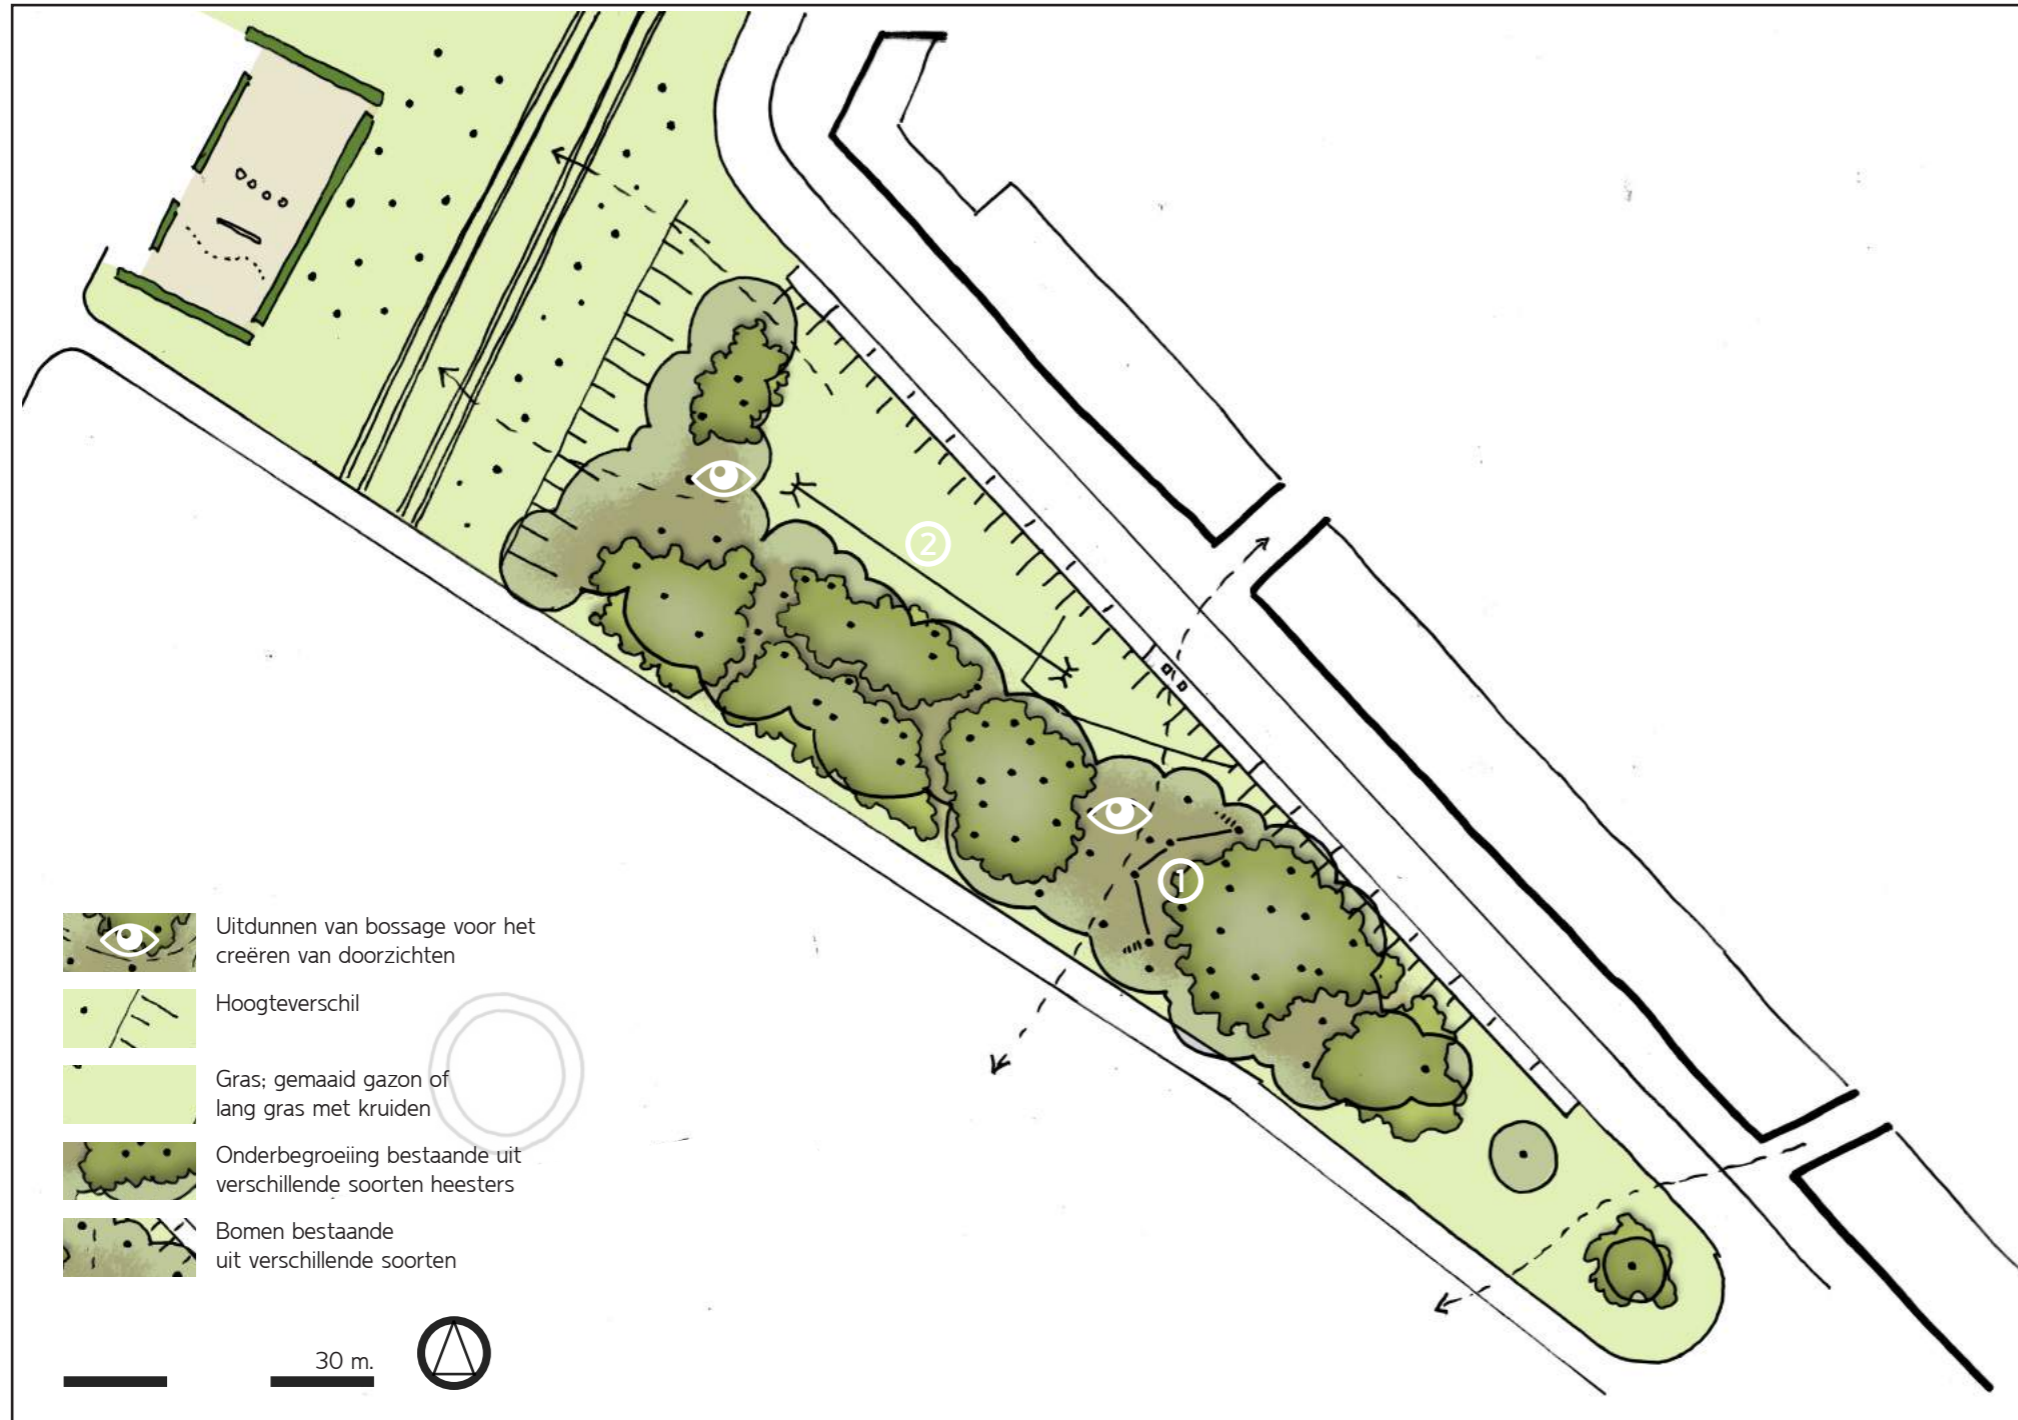 2
1
Uitdunnen van bossage voor het
creëren van doorzichten
Hoogteverschil
Gras; gemaaid gazon of
lang gras met kruiden
Onderbegroeiing bestaande uit
verschillende soorten heesters
Bomen bestaande
uit verschillende soorten
30 m.